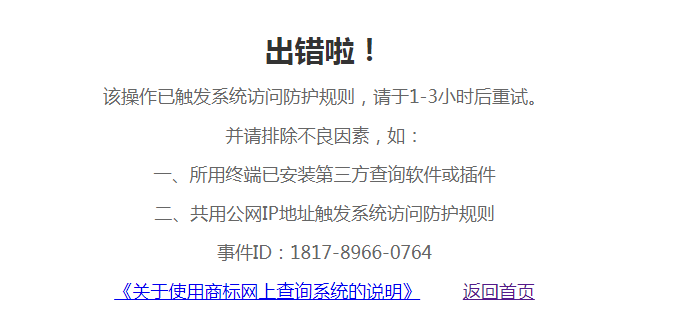 出错啦！
该操作已触发系统访问防护规则，请于1-3小时后重试。
并请排除不良因素，如：
一、所用终端已安装第三方查询软件或插件
二、共用公网IP地址触发系统访问防护规则
事件ID：1817-8966-0764
《关于使用商标网上查询系统的说明》 返回首页